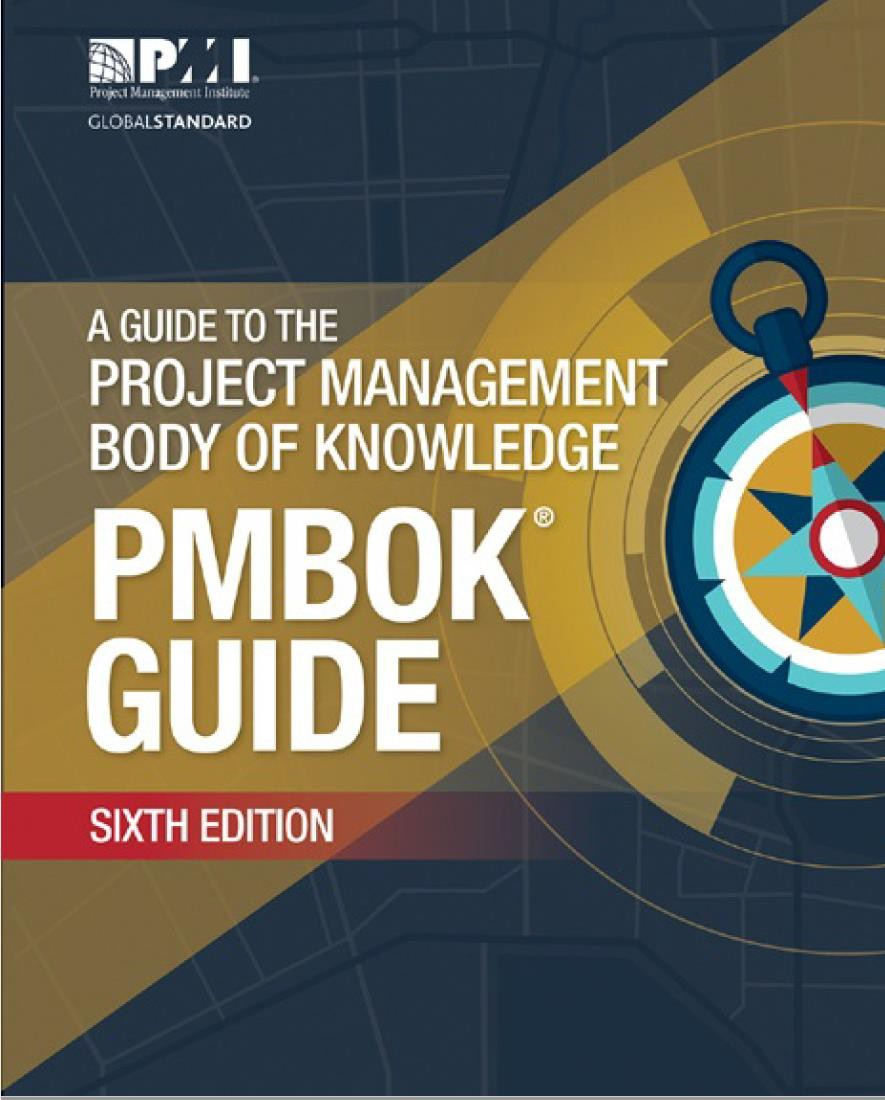 PMI®
Project Management Institute
GLOBALSTANDARD
A GUIDE TO THE
PROJECT MANAGEMENT
BODY OF KNOWLEDGE
PMBOK®
GUIDE
SIXTH EDITION